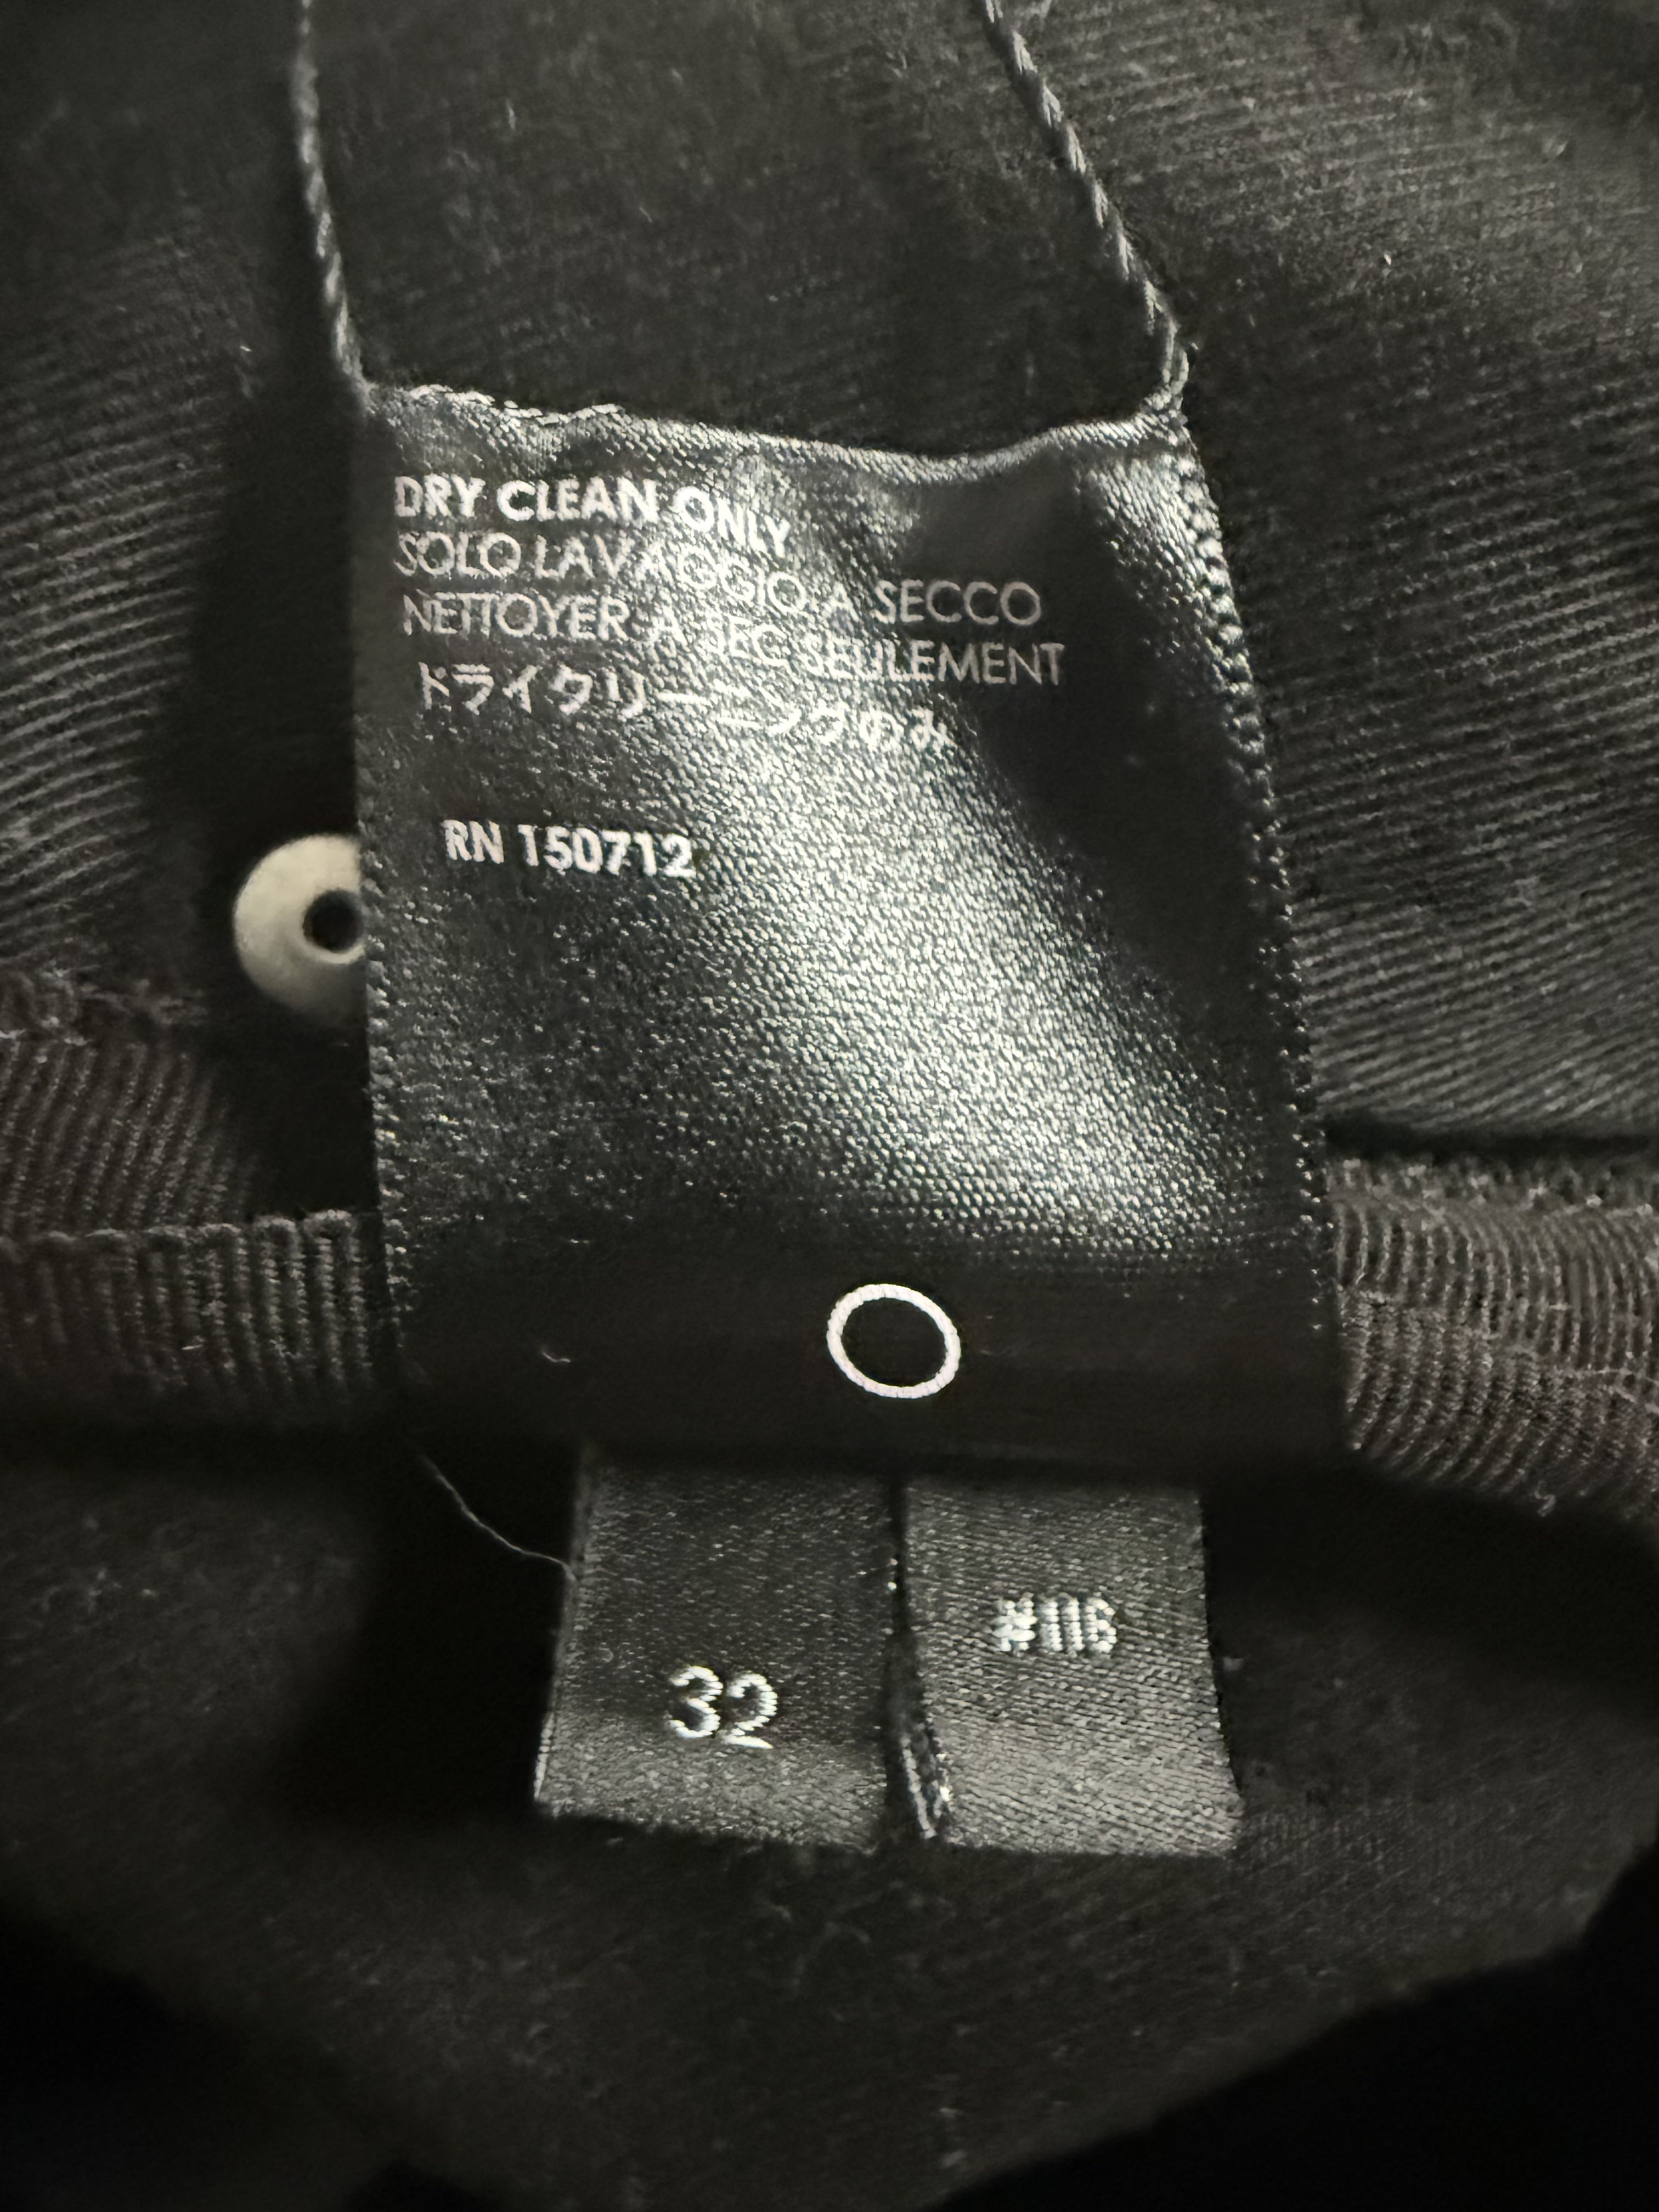 DRY CLEAN ONLY
SOLO LAVAGGIO A SECCO
NETTOYER A SEC SEULEMENT
ドライクリーニングのみ
RN 150712
32
#116